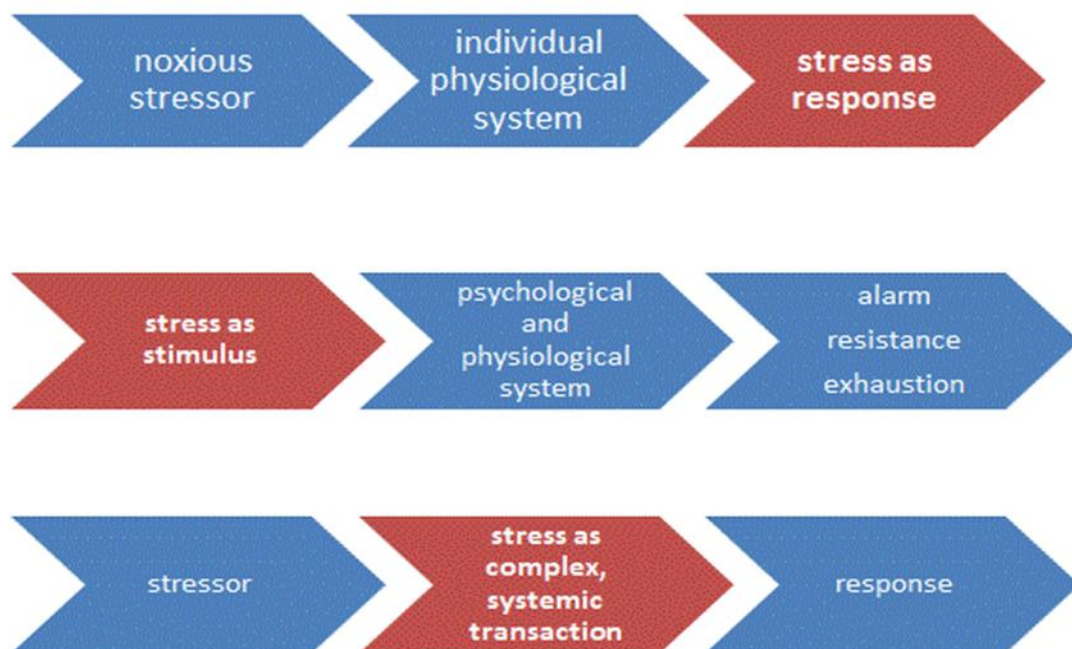 noxious
stressor
individual
physiological
system
stress as
response
stress as
stimulus
psychological
and
physiological
system
alarm
resistance
exhaustion
stressor
stress as
complex,
systemic
transaction
response